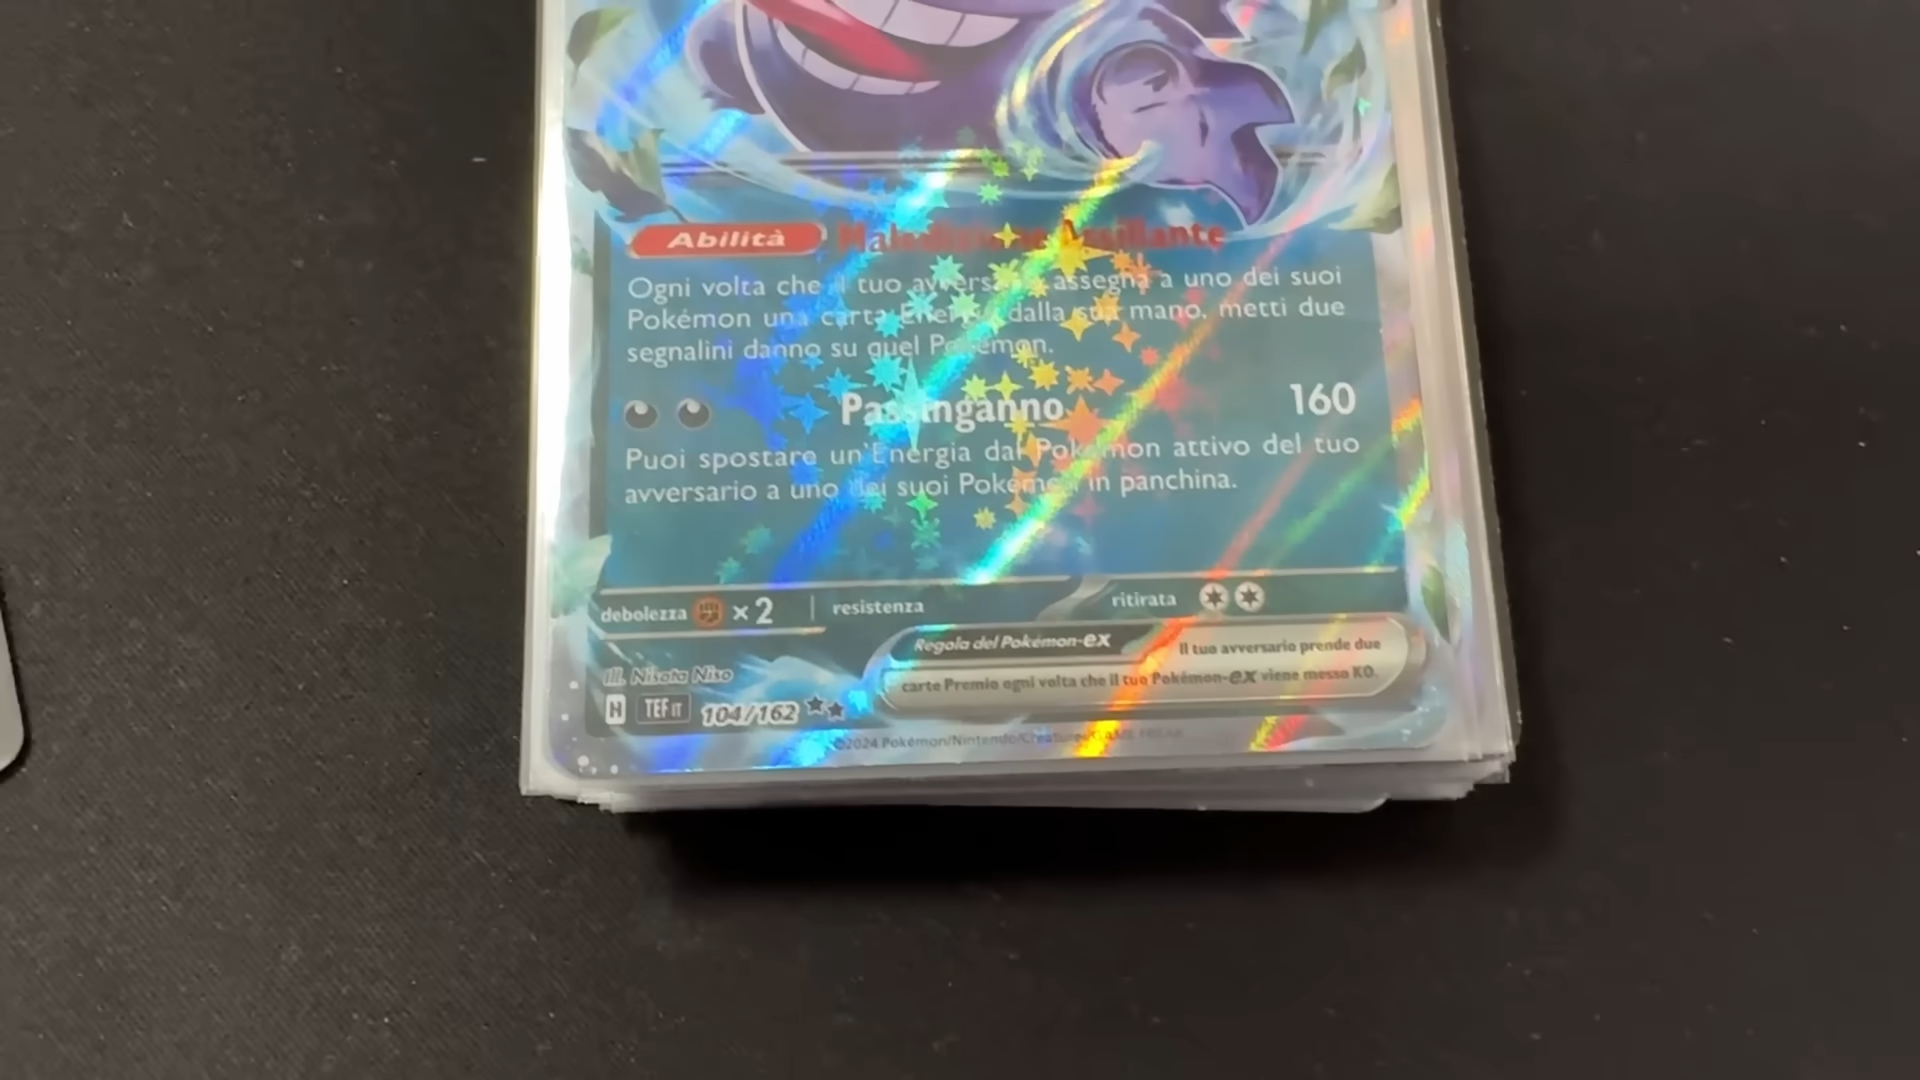 Abilità Maledizione Assillante
Ogni volta che il tuo avversario assegna a uno dei suoi
Pokémon una carta Energia dalla sua mano, metti due
segnalini danno su quel Pokémon.
Passinganno 160
Puoi spostare un'Energia dal Pokémon attivo del tuo
avversario a uno dei suoi Pokémon in panchina.
debolezza ×2 resistenza ritirata
Regola del Pokémon-ex Il tuo avversario prende due
carte Premio ogni volta che il tuo Pokémon-ex viene messo KO.
Ill. Nisota Niso
H TEF IT 104/162
©2024 Pokémon/Nintendo/Creatures/GAME FREAK